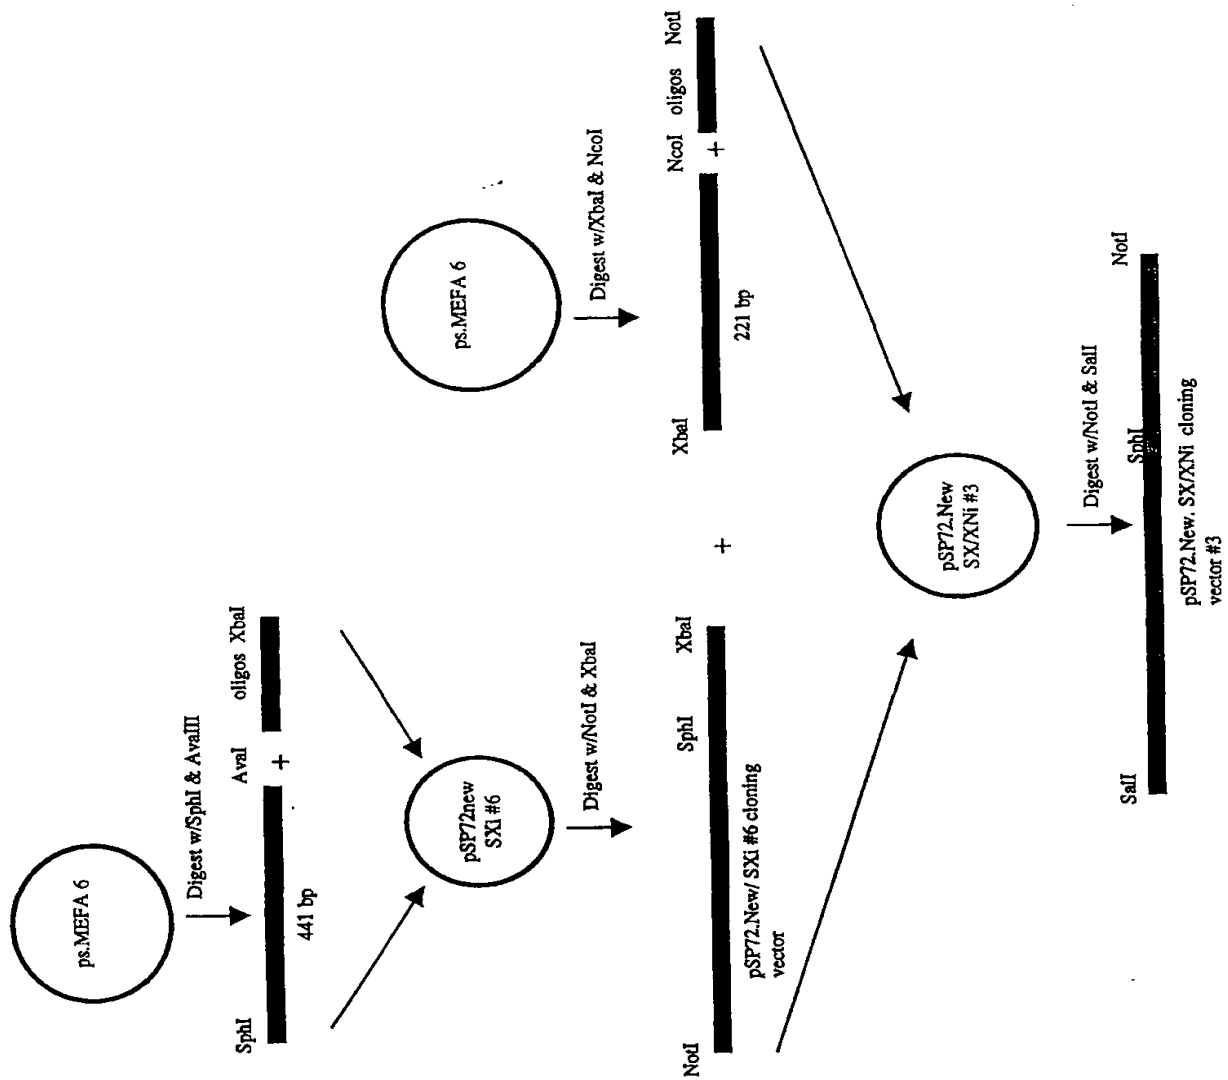 ps.MEFA 6
Digest w/SphI & AvaIII
SphI
AvaI
oligos XbaI
+
441 bp
pSP72new
SXi #6
Digest w/NotI & XbaI
NotI
SphI
XbaI
pSP72.New/ SXi #6 cloning
vector
+
ps.MEFA 6
Digest w/XbaI & NcoI
XbaI
NcoI
oligos NotI
+
221 bp
pSP72.New
SX/XNi #3
Digest w/NotI & SalI
SalI
SphI
NotI
pSP72.New. SX/XNi cloning
vector #3